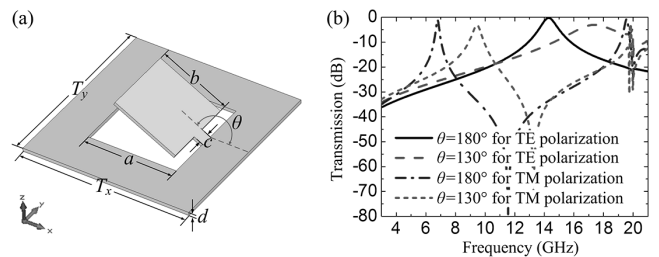 (a)
b
T_y
θ
c
a
T_x
d
z
y
x
(b)
Transmission (dB)
0
-10
-20
-30
-40
-50
-60
-70
-80
θ=180° for TE polarization
θ=130° for TE polarization
θ=180° for TM polarization
θ=130° for TM polarization
4 6 8 10 12 14 16 18 20
Frequency (GHz)